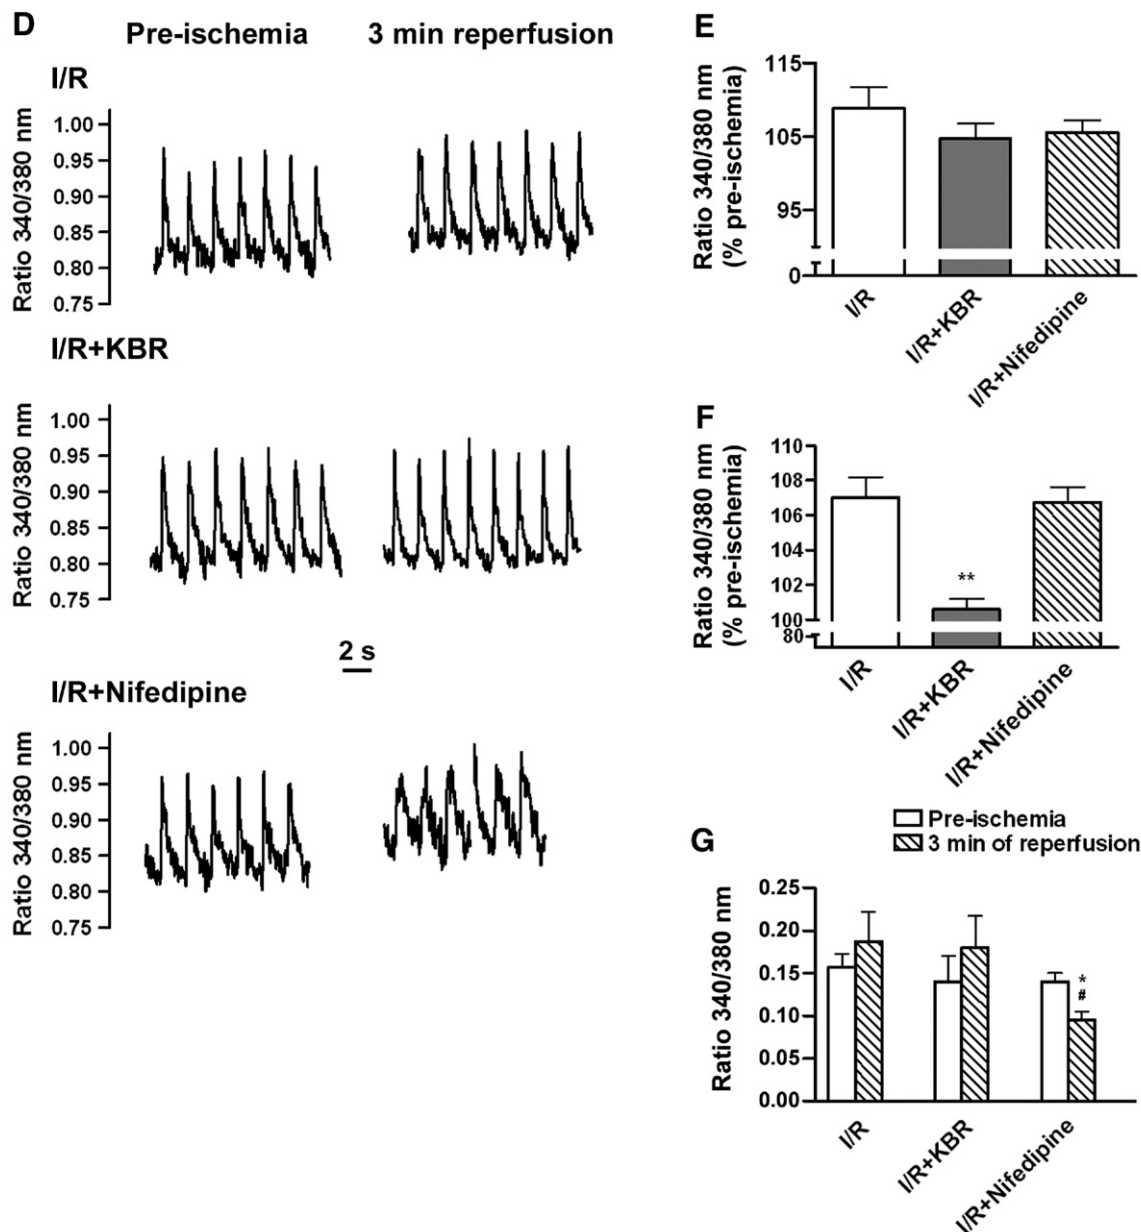 D
Pre-ischemia
3 min reperfusion
I/R
Ratio 340/380 nm
1.00
0.95
0.90
0.85
0.80
0.75
I/R+KBR
Ratio 340/380 nm
1.00
0.95
0.90
0.85
0.80
0.75
2 s
I/R+Nifedipine
Ratio 340/380 nm
1.00
0.95
0.90
0.85
0.80
0.75
E
Ratio 340/380 nm
(% pre-ischemia)
115
105
95
0
I/R
I/R+KBR
I/R+Nifedipine
F
Ratio 340/380 nm
(% pre-ischemia)
110
108
106
104
102
100
80
**
I/R
I/R+KBR
I/R+Nifedipine
G
Pre-ischemia
3 min of reperfusion
Ratio 340/380 nm
0.25
0.20
0.15
0.10
0.05
0.00
*
#
I/R
I/R+KBR
I/R+Nifedipine